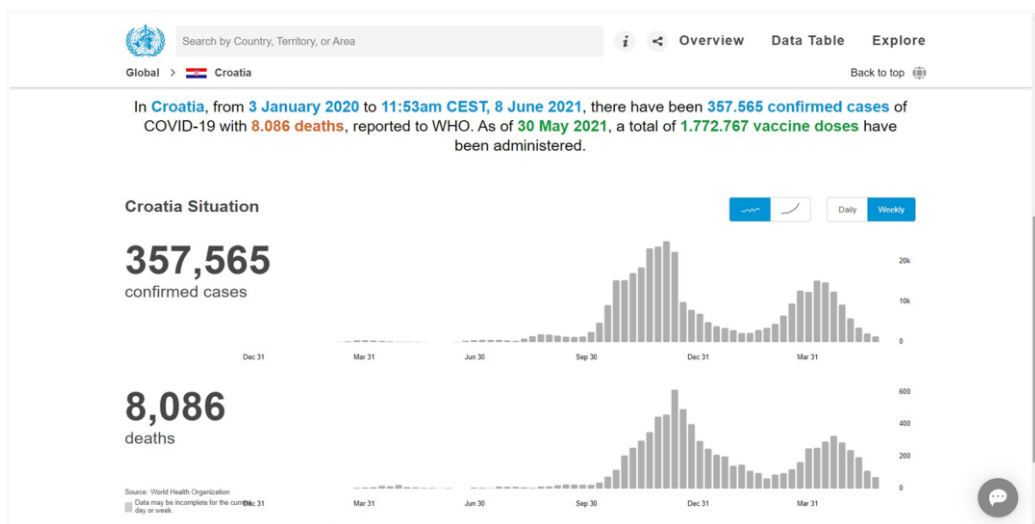 Search by Country, Territory, or Area
i
Overview
Data Table
Explore
Global > Croatia
Back to top
In Croatia, from 3 January 2020 to 11:53am CEST, 8 June 2021, there have been 357.565 confirmed cases of
COVID-19 with 8.086 deaths, reported to WHO. As of 30 May 2021, a total of 1.772.767 vaccine doses have
been administered.
Croatia Situation
Daily
Weekly
357,565
confirmed cases
20k
10k
0
Dec 31
Mar 31
Jun 30
Sep 30
Dec 31
Mar 31
8,086
deaths
600
400
200
0
Source: World Health Organization
Data may be incomplete for the current
day or week.
Dec 31
Mar 31
Jun 30
Sep 30
Dec 31
Mar 31